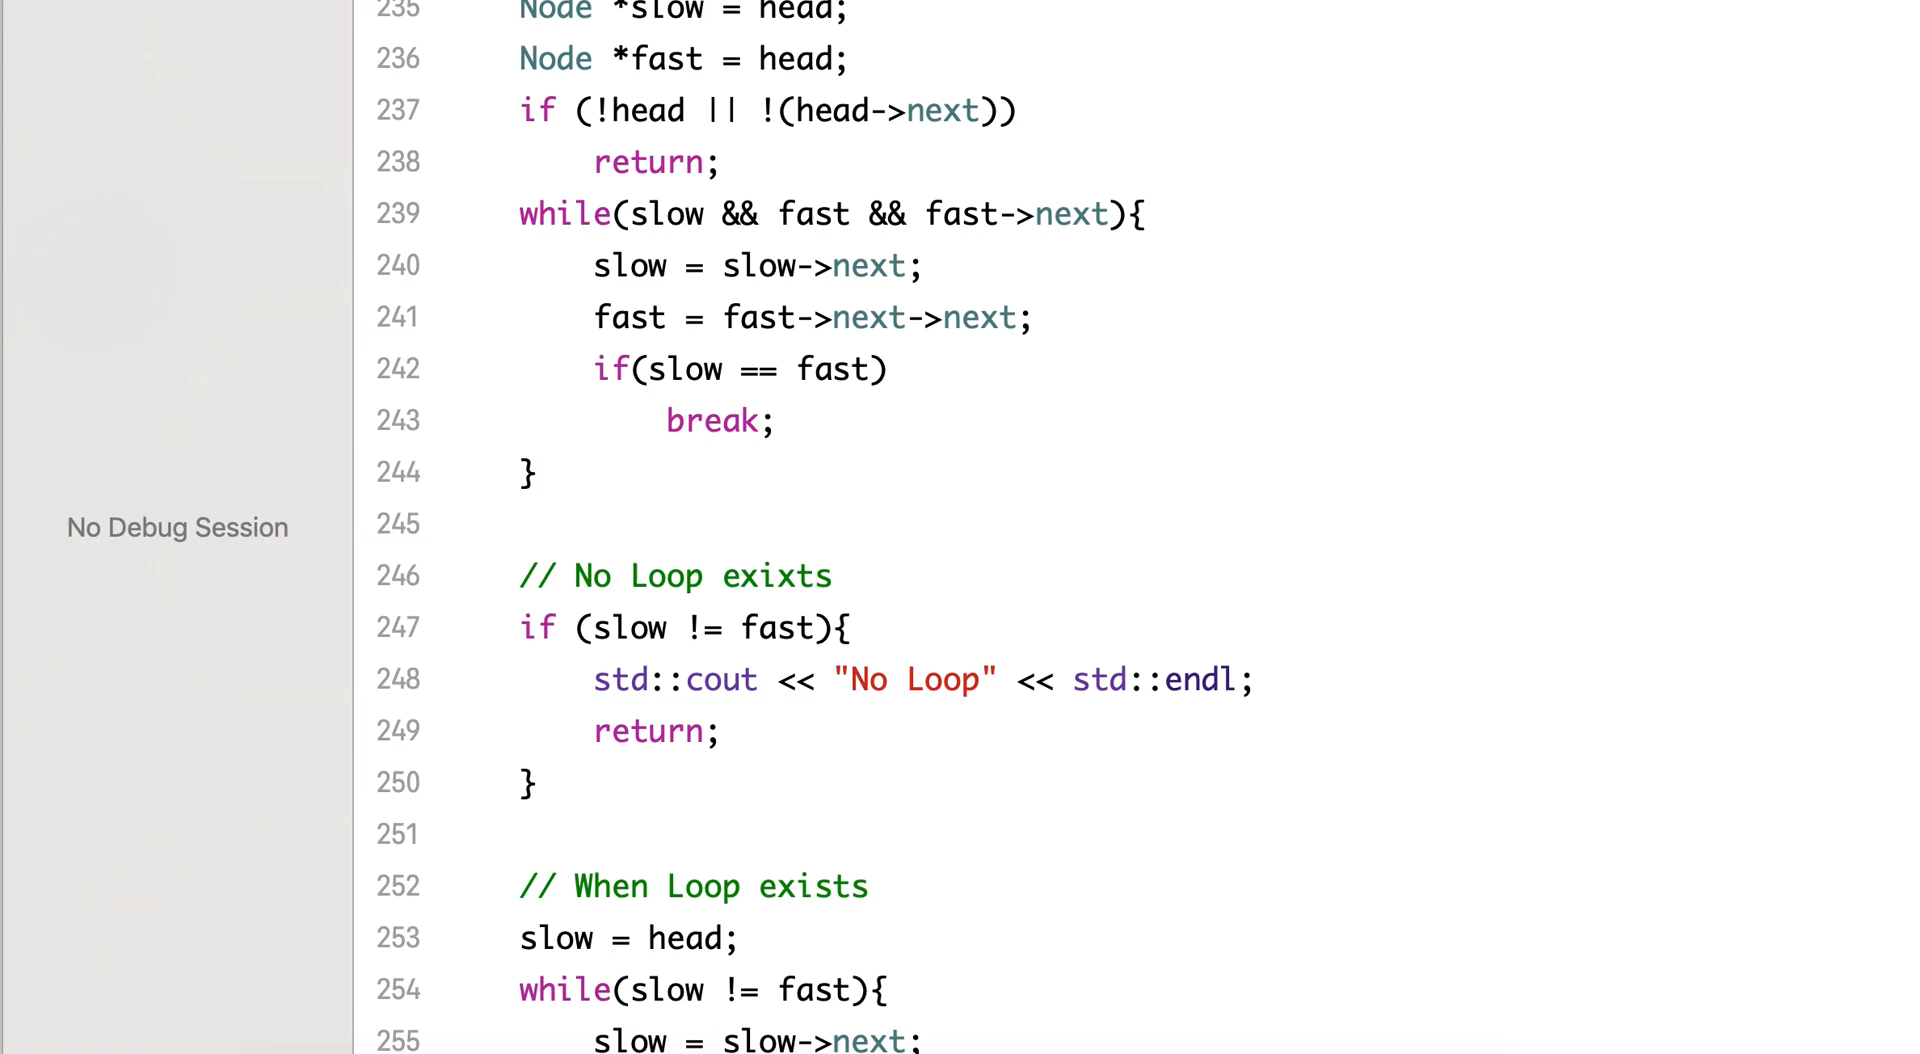 No Debug Session
235 Node *slow = head;
236 Node *fast = head;
237 if (!head || !(head->next))
238 return;
239 while(slow && fast && fast->next){
240 slow = slow->next;
241 fast = fast->next->next;
242 if(slow == fast)
243 break;
244 }
245
246 // No Loop exixts
247 if (slow != fast){
248 std::cout << "No Loop" << std::endl;
249 return;
250 }
251
252 // When Loop exists
253 slow = head;
254 while(slow != fast){
255 slow = slow->next;